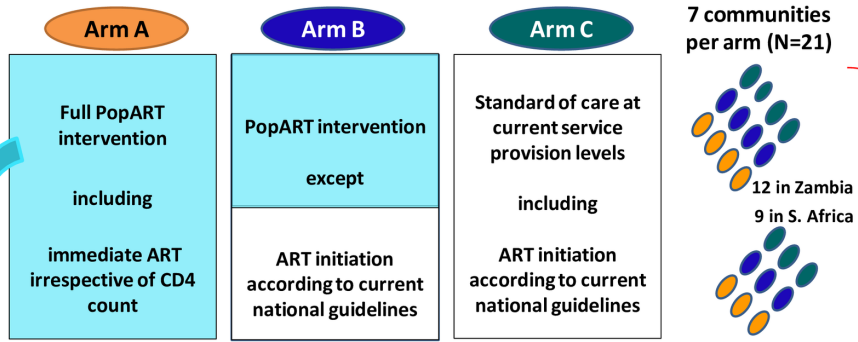 Arm A
Full PopART
intervention
including
immediate ART
irrespective of CD4
count
Arm B
PopART intervention
except
ART initiation
according to current
national guidelines
Arm C
Standard of care at
current service
provision levels
including
ART initiation
according to current
national guidelines
7 communities
per arm (N=21)
12 in Zambia
9 in S. Africa